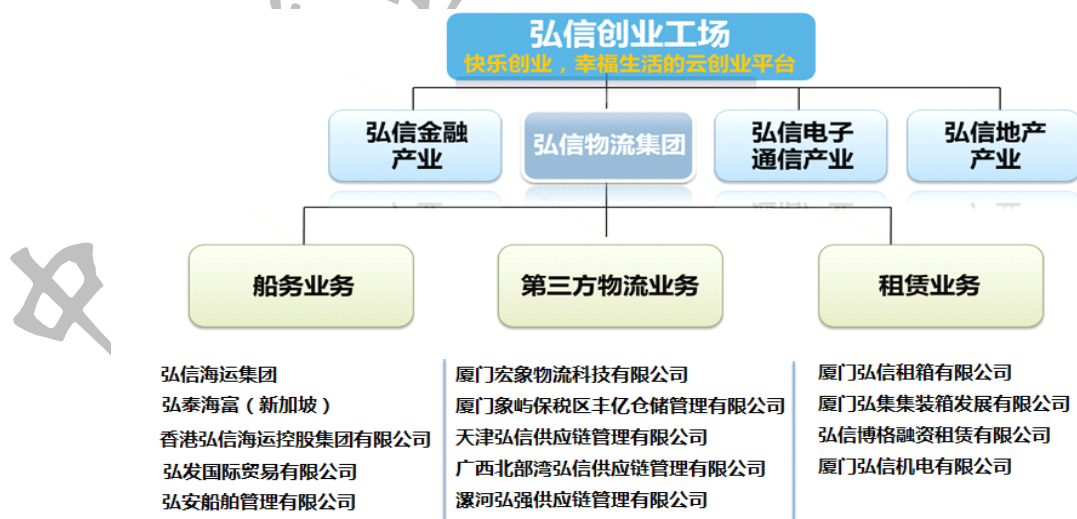 弘信创业工场
快乐创业，幸福生活的云创业平台
弘信金融
产业
弘信物流集团
弘信电子
通信产业
弘信地产
产业
船务业务
第三方物流业务
租赁业务
弘信海运集团
弘泰海富（新加坡）
香港弘信海运控股集团有限公司
弘发国际贸易有限公司
弘安船舶管理有限公司
厦门宏象物流科技有限公司
厦门象屿保税区丰亿仓储管理有限公司
天津弘信供应链管理有限公司
广西北部湾弘信供应链管理有限公司
漯河弘强供应链管理有限公司
厦门弘信租箱有限公司
厦门弘集集装箱发展有限公司
弘信博格融资租赁有限公司
厦门弘信机电有限公司